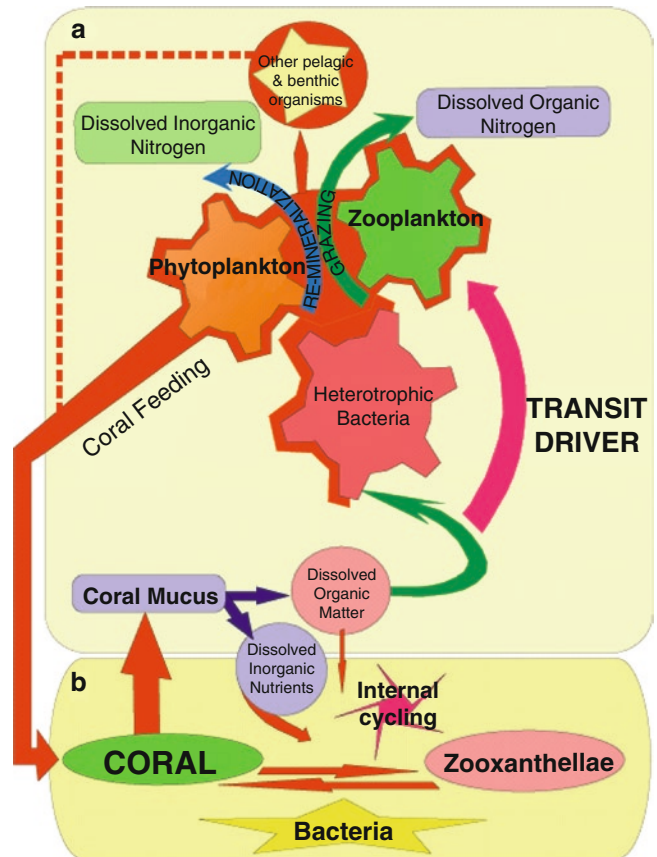 a
Other pelagic
& benthic
organisms
Dissolved Inorganic
Nitrogen
Dissolved Organic
Nitrogen
RE-MINERALIZATION
GRAZING
Zooplankton
Phytoplankton
Heterotrophic
Bacteria
Coral Feeding
TRANSIT
DRIVER
Coral Mucus
Dissolved
Organic
Matter
Dissolved
Inorganic
Nutrients
b
Internal
cycling
CORAL
Zooxanthellae
Bacteria